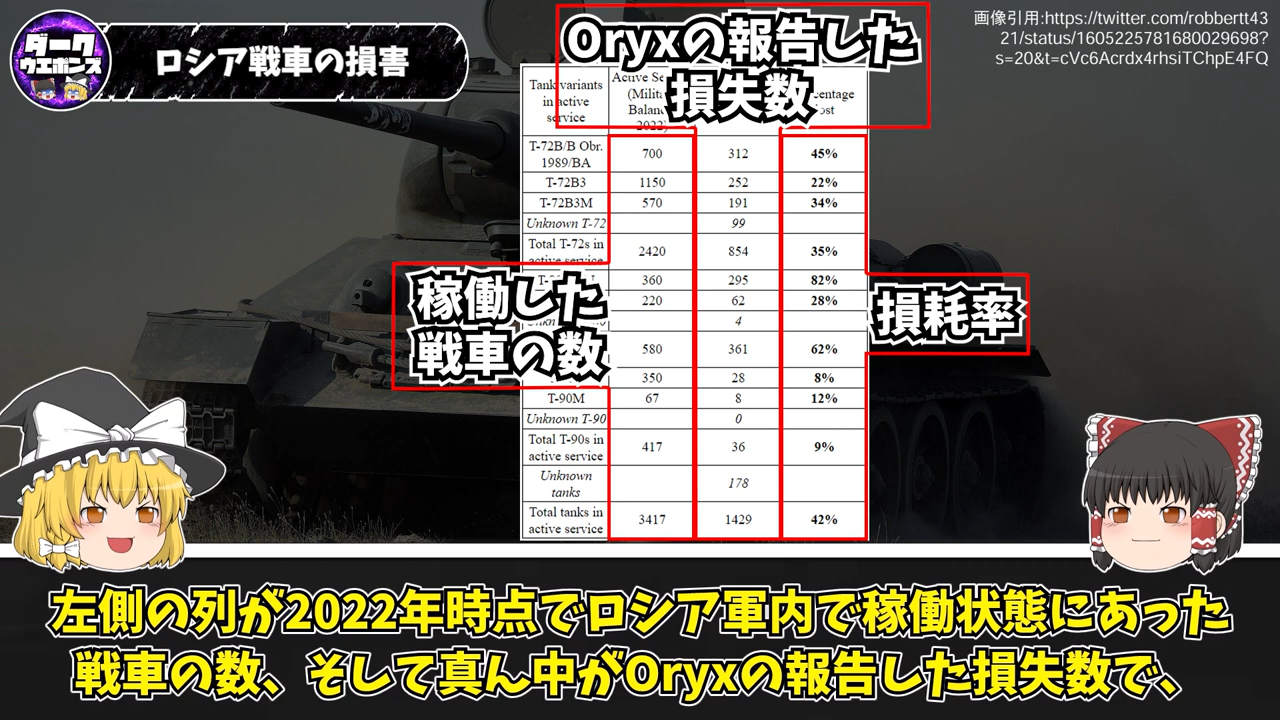 ダーク
ウエポンズ
ロシア戦車の損害
Oryxの報告した
損失数
画像引用:https://twitter.com/robbertt43
21/status/1605225781680029698?
s=20&t=cVc6Acrdx4rhsiTChpE4FQ
Tank variants
in active
service
Active
(Milit
Balan
2022)
T-72B/B Obr.
1989/BA
700
312
45%
T-72B3
1150
252
22%
T-72B3M
570
191
34%
Unknown T-72
99
Total T-72s in
active service
2420
854
35%
360
295
82%
220
62
28%
4
580
361
62%
350
28
8%
T-90M
67
8
12%
Unknown T-90
0
Total T-90s in
active service
417
36
9%
Unknown
tanks
178
Total tanks in
active service
3417
1429
42%
稼働した
戦車の数
損耗率
左側の列が2022年時点でロシア軍内で稼働状態にあった
戦車の数、そして真ん中がOryxの報告した損失数で、